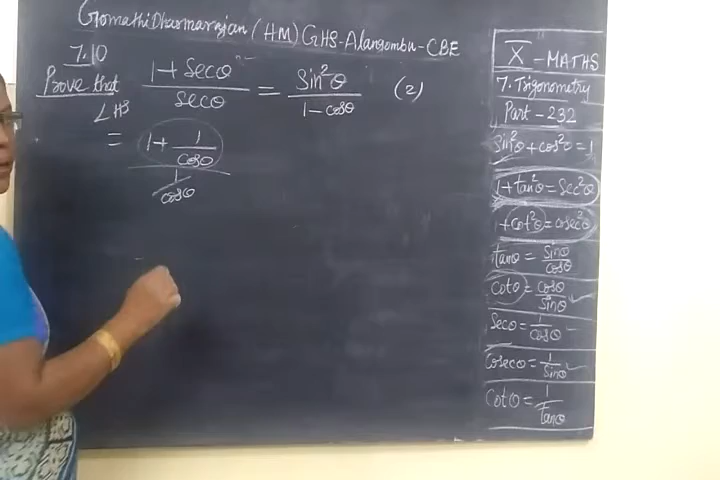 Gomathi Dharmarajan (HM) GHS-Alangombu-CBE
7.10
Prove that (1+Secθ)/(secθ) = (Sin²θ)/(1-cosθ) (2)
LHS
= (1+1/cosθ)/(1/cosθ)
X - MATHS
7. Trigonometry
Part - 232
Sin²θ + cos²θ = 1
1+tan²θ = Sec²θ
1+cot²θ = cosec²θ
tanθ = Sinθ/cosθ
Cotθ = cosθ/sinθ
Secθ = 1/cosθ
Cosecθ = 1/Sinθ
Cotθ = 1/Tanθ